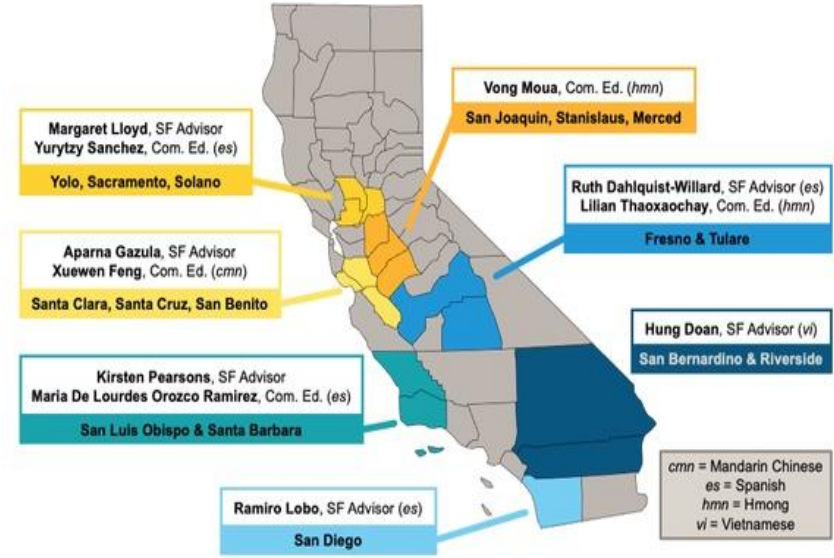 Margaret Lloyd, SF Advisor
Yurytzy Sanchez, Com. Ed. (es)
Yolo, Sacramento, Solano
Vong Moua, Com. Ed. (hmn)
San Joaquin, Stanislaus, Merced
Ruth Dahlquist-Willard, SF Advisor (es)
Lilian Thaoxaochay, Com. Ed. (hmn)
Fresno & Tulare
Aparna Gazula, SF Advisor
Xuewen Feng, Com. Ed. (cmn)
Santa Clara, Santa Cruz, San Benito
Hung Doan, SF Advisor (vi)
San Bernardino & Riverside
Kirsten Pearsons, SF Advisor
Maria De Lourdes Orozco Ramirez, Com. Ed. (es)
San Luis Obispo & Santa Barbara
Ramiro Lobo, SF Advisor (es)
San Diego
cmn = Mandarin Chinese
es = Spanish
hmn = Hmong
vi = Vietnamese